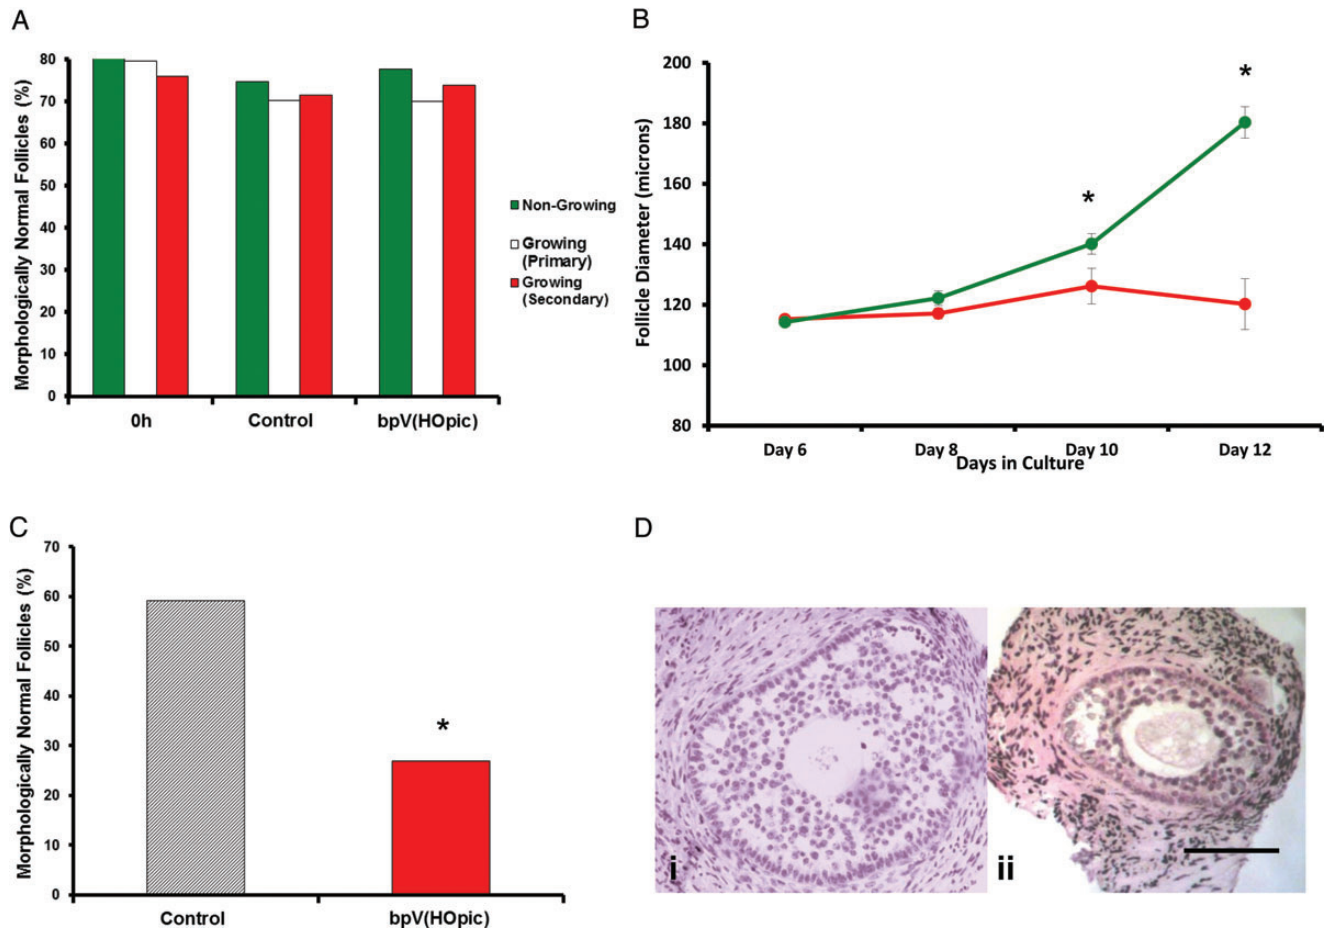 A
Morphologically Normal Follicles (%)
80
70
80
70
60
50
40
30
20
10
0
0h
Control
bpV(HOpic)
Non-Growing
Growing
(Primary)
Growing
(Secondary)
B
Follicle Diameter (microns)
200
180
160
140
120
100
80
*
*
Day 6
Day 8
Day 10
Day 12
Days in Culture
C
Morphologically Normal Follicles (%)
70
60
50
40
30
20
10
0
*
Control
bpV(HOpic)
D
i
ii